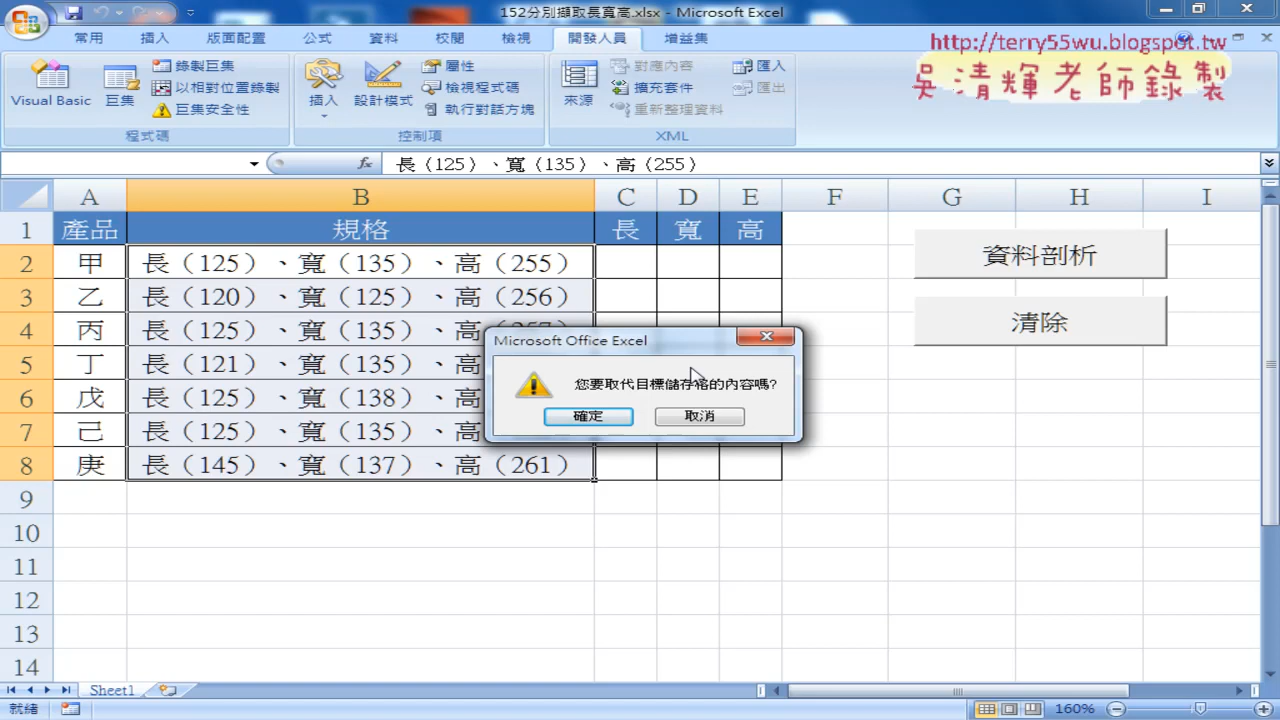 152分別擷取長寬高.xlsx - Microsoft Excel
常用 插入 版面配置 公式 資料 校閱 檢視 開發人員 增益集
http://terry55wu.blogspot.tw
吳清輝老師錄製
Visual Basic
巨集
錄製巨集
以相對位置錄製
巨集安全性
程式碼
插入
設計模式
屬性
檢視程式碼
執行對話方塊
控制項
來源
對應內容
擴充套件
重新整理資料
匯入
匯出
XML
fx 長（125）、寬（135）、高（255）
A B C D E F G H I
1 產品 規格 長 寬 高
2 甲 長（125）、寬（135）、高（255）
3 乙 長（120）、寬（125）、高（256）
4 丙 長（125）、寬（135）
5 丁 長（121）、寬（135）
6 戊 長（125）、寬（138）
7 己 長（125）、寬（135）
8 庚 長（145）、寬（137）、高（261）
9
10
11
12
13
14
資料剖析
清除
Microsoft Office Excel
您要取代目標儲存格的內容嗎?
確定 取消
Sheet1
就緒 160%